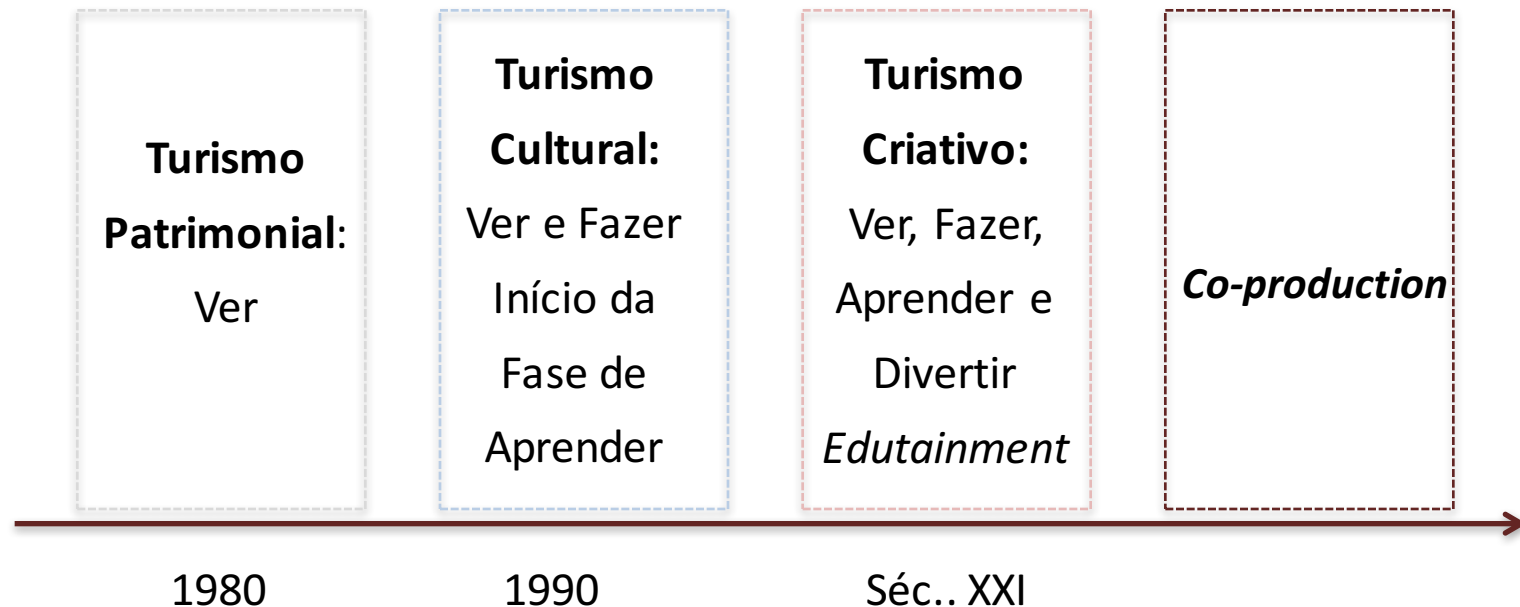 Turismo
Patrimonial:
Ver
Turismo
Cultural:
Ver e Fazer
Início da
Fase de
Aprender
Turismo
Criativo:
Ver, Fazer,
Aprender e
Divertir
Edutainment
Co-production
1980
1990
Séc.. XXI